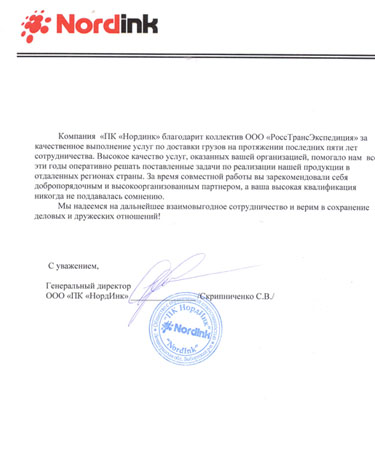 Nordink
Компания «ПК «Нординк» благодарит коллектив ООО «РоссТрансЭкспедиция» за
качественное выполнение услуг по доставки грузов на протяжении последних пяти лет
сотрудничества. Высокое качество услуг, оказанных вашей организацией, помогало нам все
эти годы оперативно решать поставленные задачи по реализации нашей продукции в
отдаленных регионах страны. За время совместной работы вы зарекомендовали себя
добропорядочным и высокоорганизованным партнером, а ваша высокая квалификация
никогда не поддавалась сомнению.
Мы надеемся на дальнейшее взаимовыгодное сотрудничество и верим в сохранение
деловых и дружеских отношений!
С уважением,
Генеральный директор
ООО «ПК «НордИнк» /Скрипниченко С.В./
"ПК НордИнк"
Nordink
"Nordink"